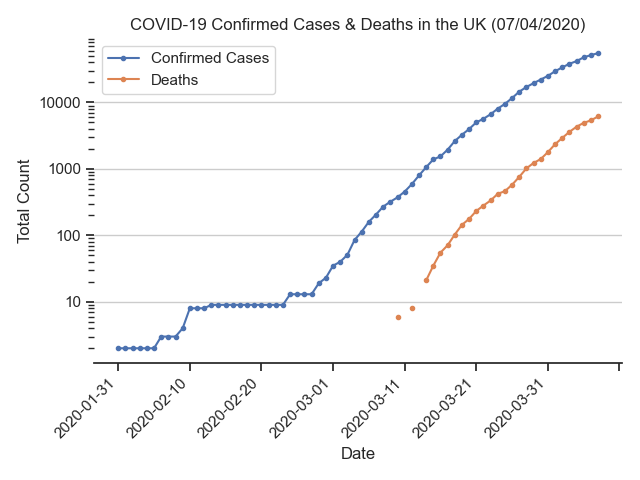 COVID-19 Confirmed Cases & Deaths in the UK (07/04/2020)
Confirmed Cases
Deaths
Total Count
10000
1000
100
10
2020-01-31
2020-02-10
2020-02-20
2020-03-01
2020-03-11
2020-03-21
2020-03-31
Date